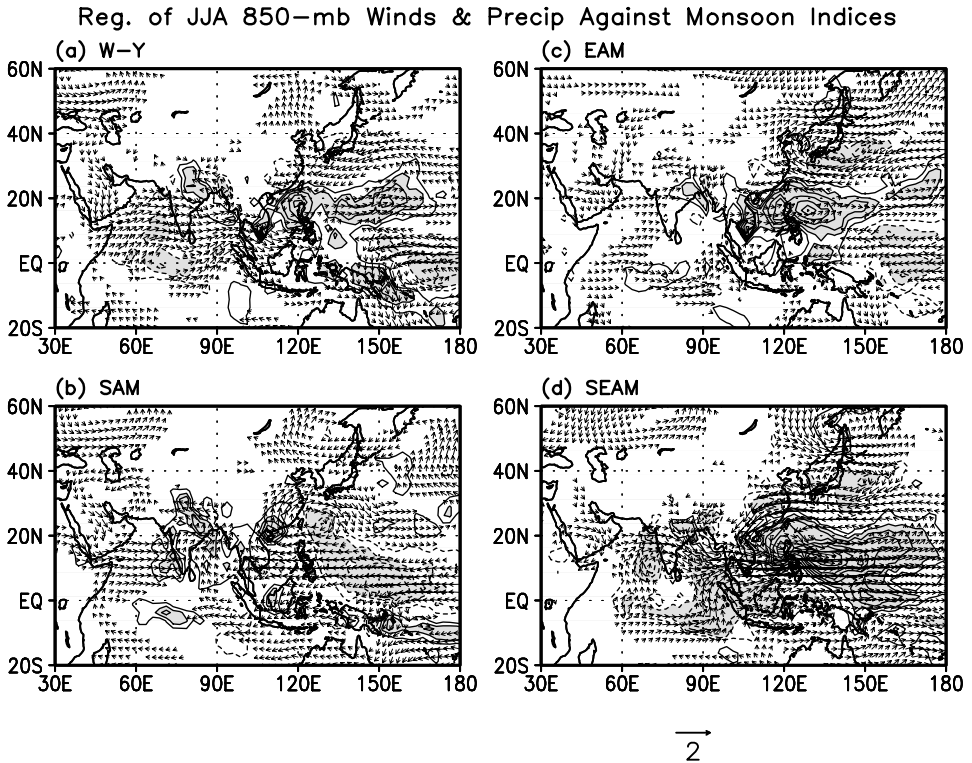 Reg. of JJA 850-mb Winds & Precip Against Monsoon Indices
(a) W-Y
60N
40N
20N
EQ
20S
30E 60E 90E 120E 150E 180
(c) EAM
60N
40N
20N
EQ
20S
30E 60E 90E 120E 150E 180
(b) SAM
60N
40N
20N
EQ
20S
30E 60E 90E 120E 150E 180
(d) SEAM
60N
40N
20N
EQ
20S
30E 60E 90E 120E 150E 180
2